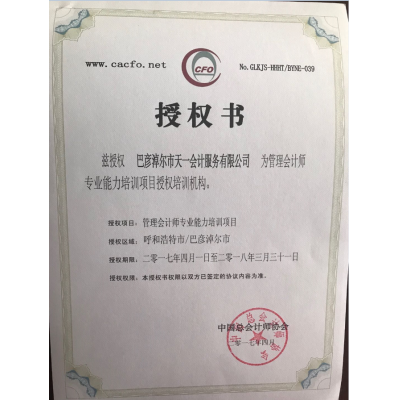 www.cacfo.net
CFO
No.GLKJS-HHHT/BYNE-039
授权书
兹授权 巴彦淖尔市天一会计服务有限公司 为管理会计师
专业能力培训项目授权培训机构。
授权项目：管理会计师专业能力培训项目
授权区域：呼和浩特市/巴彦淖尔市
授权期限：二〇一七年四月一日至二〇一八年三月三十一日
授权权限：本授权书权限以双方已签定的协议内容为准。
中国总会计师协会
二〇一七年四月